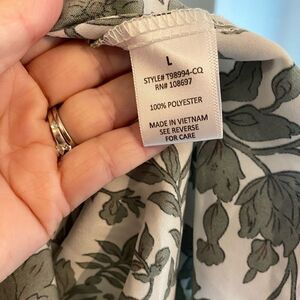 L
STYLE# T98994-CQ
RN# 108697
100% POLYESTER
MADE IN VIETNAM
SEE REVERSE
FOR CARE